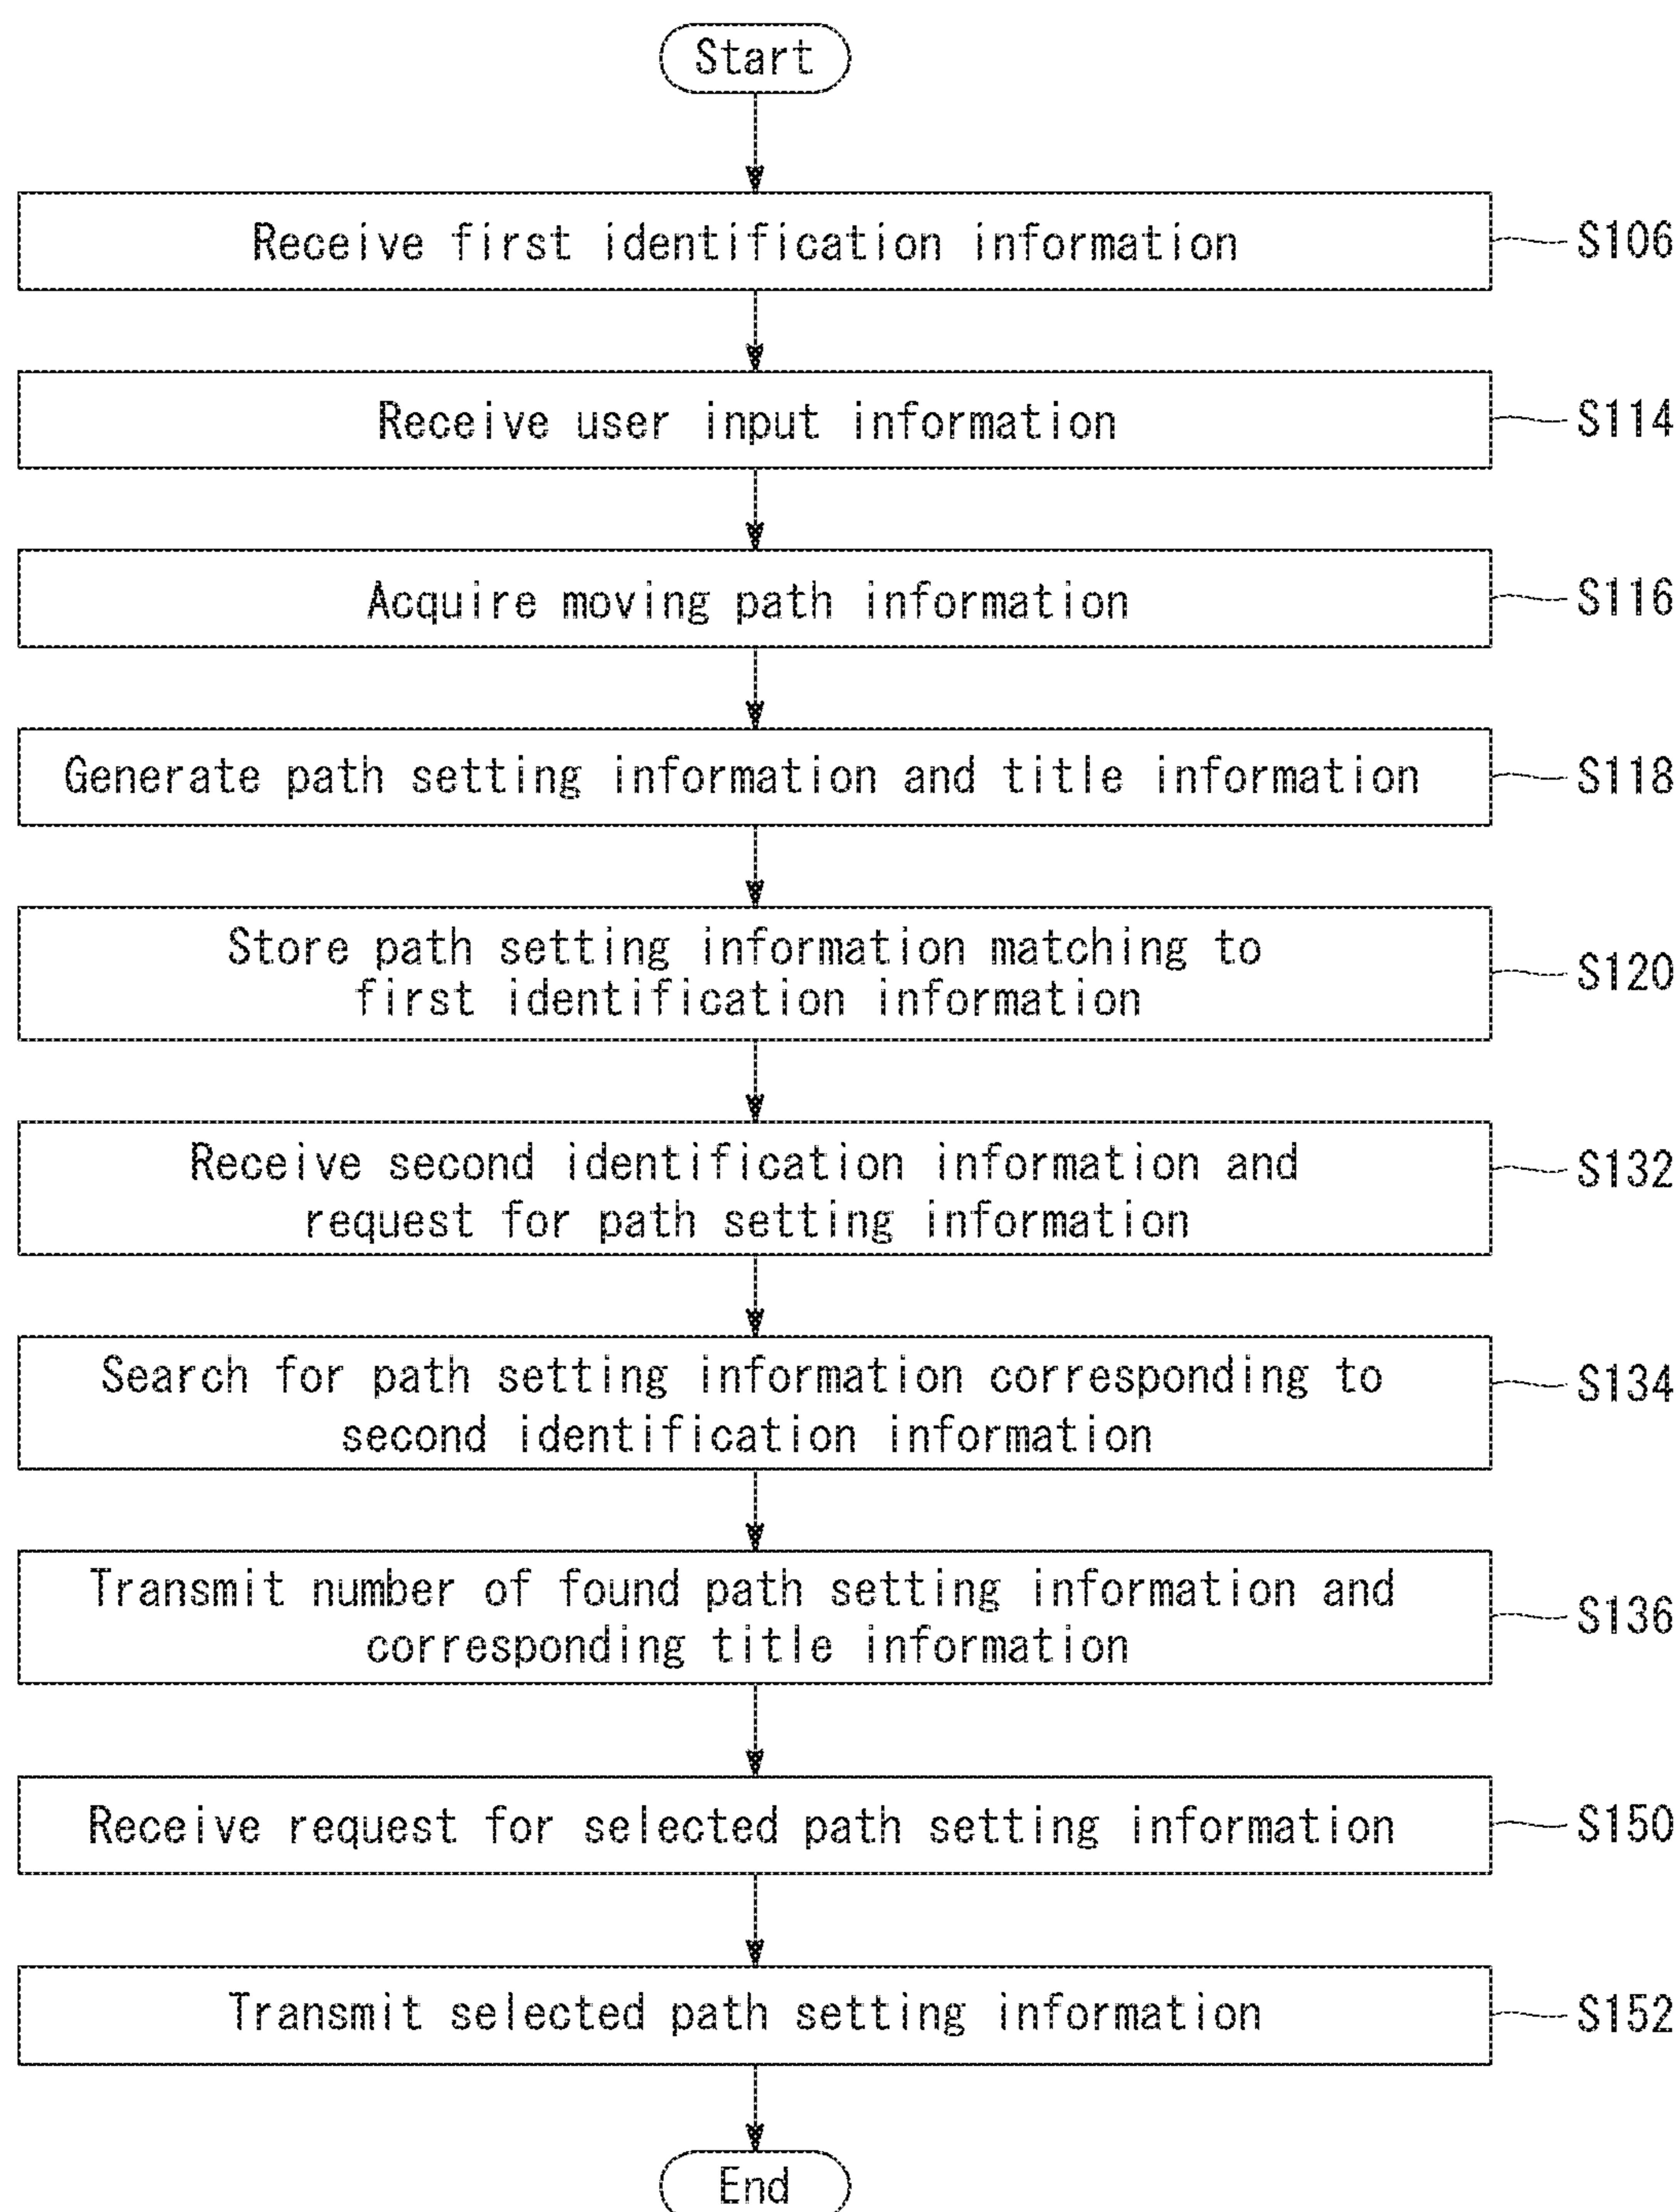 Start
Receive first identification information
S106
Receive user input information
S114
Acquire moving path information
S116
Generate path setting information and title information
S118
Store path setting information matching to
first identification information
S120
Receive second identification information and
request for path setting information
S132
Search for path setting information corresponding to
second identification information
S134
Transmit number of found path setting information and
corresponding title information
S136
Receive request for selected path setting information
S150
Transmit selected path setting information
S152
End